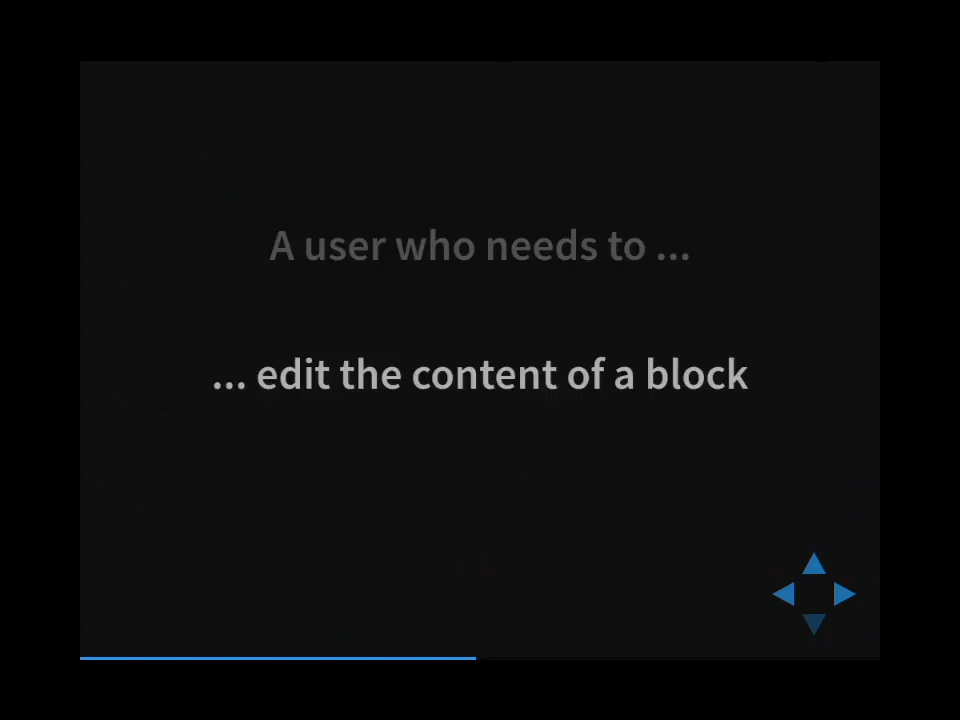 A user who needs to ...
... edit the content of a block